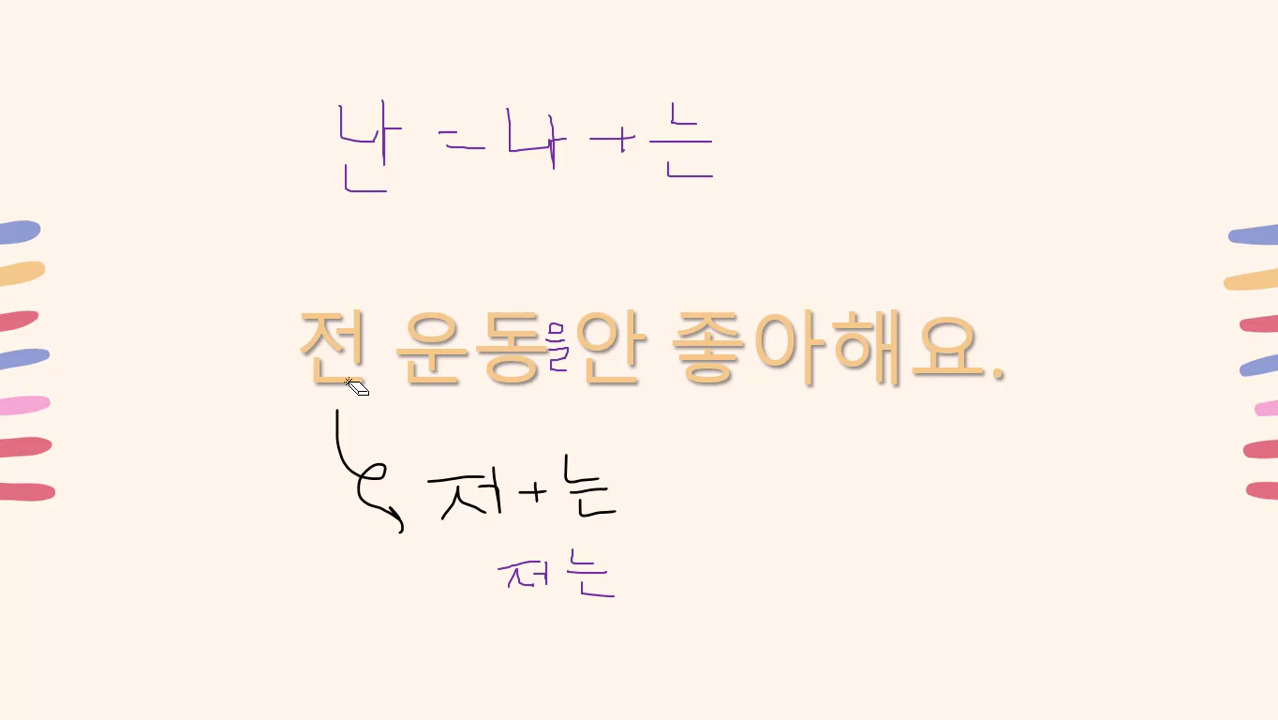 난 = 나 + 는
전 운동을 안 좋아해요.
저 + 는
저는